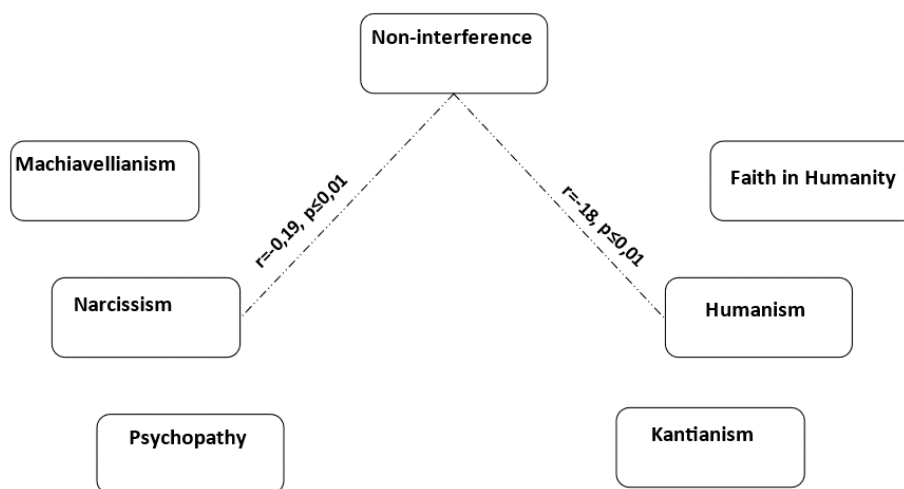 Non-interference
Machiavellianism
Faith in Humanity
r=-0,19, p≤0,01
r=-18, p≤0,01
Narcissism
Humanism
Psychopathy
Kantianism